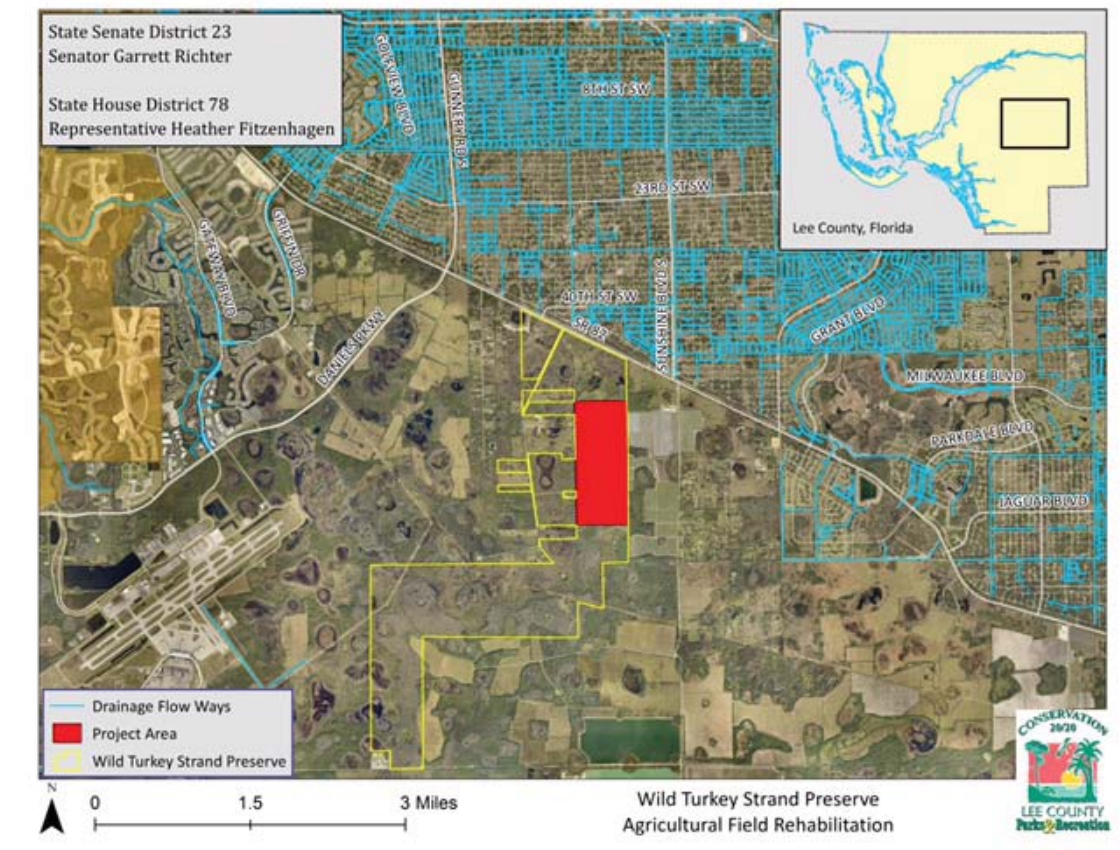 State Senate District 23
Senator Garrett Richter
State House District 78
Representative Heather Fitzenhagen
GOLFVIEW BLVD
GUNNERY RD S
8TH ST SW
23RD ST SW
Lee County, Florida
GATEWAY BLVD
GRIFFIN DR
DANIELS PKWY
40TH ST SW
SR 82
SUNSHINE BLVD S
GRANT BLVD
MILWAUKEE BLVD
PARKDALE BLVD
JAGUAR BLVD
Drainage Flow Ways
Project Area
Wild Turkey Strand Preserve
N
0 1.5 3 Miles
Wild Turkey Strand Preserve
Agricultural Field Rehabilitation
CONSERVATION
20/20
LEE COUNTY
Parks & Recreation